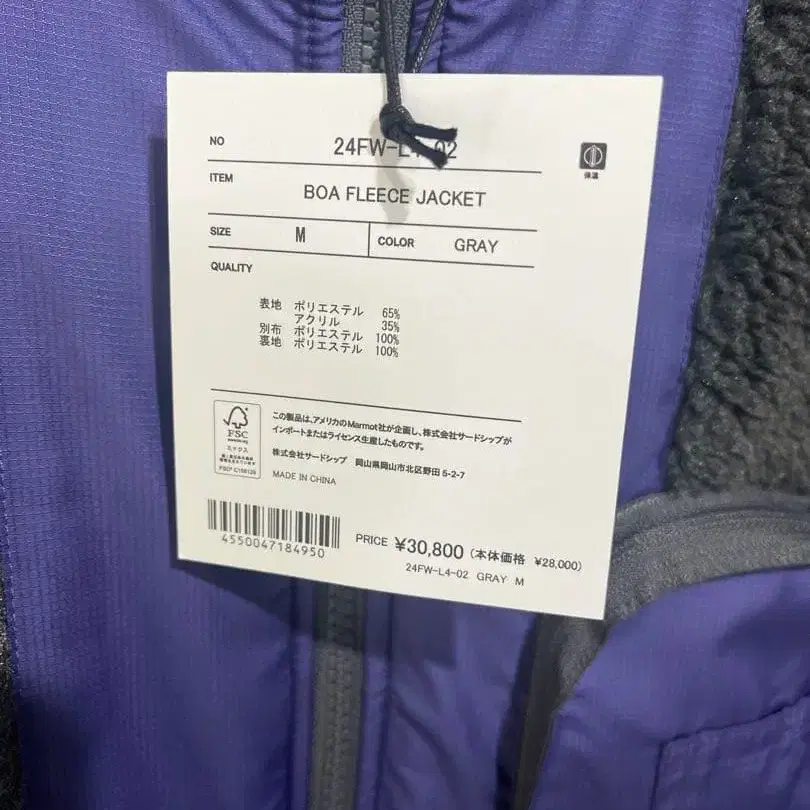 NO 24FW-L4-02
保温
ITEM BOA FLEECE JACKET
SIZE M COLOR GRAY
QUALITY
表地 ポリエステル 65%
アクリル 35%
別布 ポリエステル 100%
裏地 ポリエステル 100%
FSC
ミックス
この製品は、アメリカのMarmot社が企画し、株式会社サードシップが
インポートまたはライセンス生産したものです。
株式会社サードシップ 岡山県岡山市北区野田 5-2-7
MADE IN CHINA
4550047184950
PRICE ¥30,800 (本体価格 ¥28,000)
24FW-L4-02 GRAY M